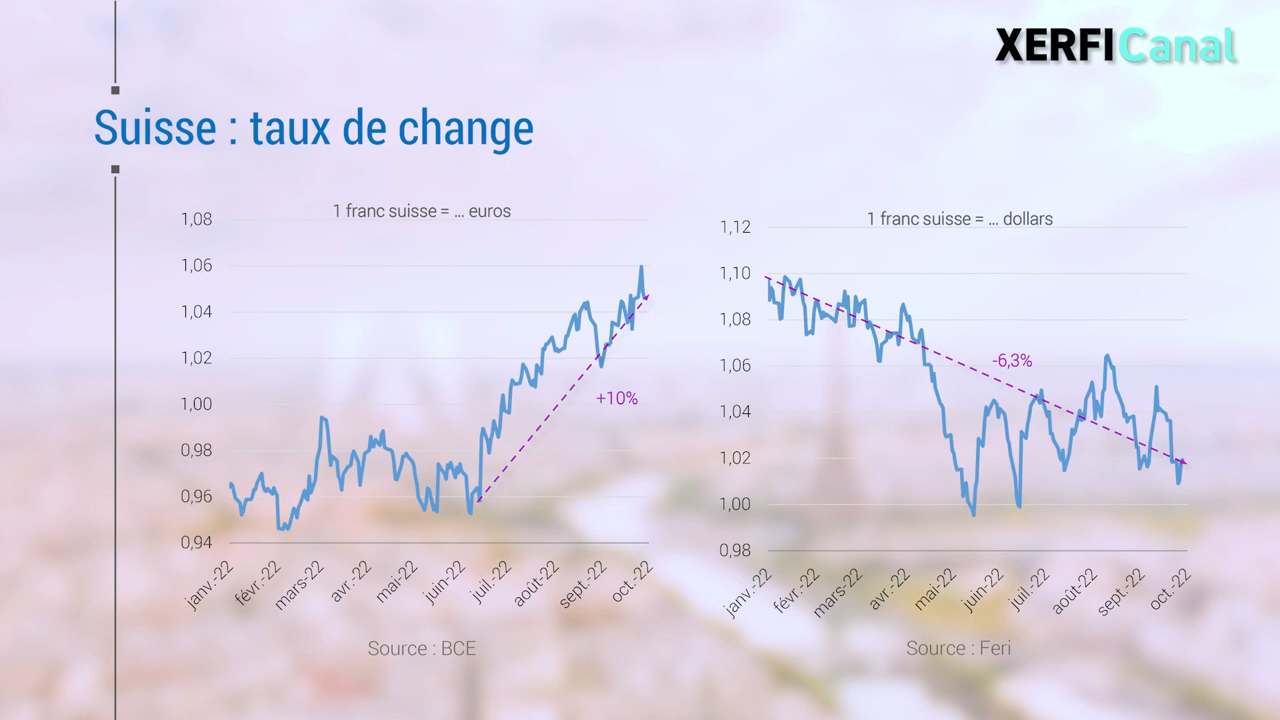 XERFI Canal
Suisse : taux de change
1 franc suisse = ... euros
1,08
1,06
1,04
1,02
1,00
0,98
0,96
0,94
+10%
janv.-22
févr.-22
mars-22
avr.-22
mai-22
juin-22
juil.-22
août-22
sept.-22
oct.-22
Source : BCE
1 franc suisse = ... dollars
1,12
1,10
1,08
1,06
1,04
1,02
1,00
0,98
-6,3%
janv.-22
févr.-22
mars-22
avr.-22
mai-22
juin-22
juil.-22
août-22
sept.-22
oct.-22
Source : Feri